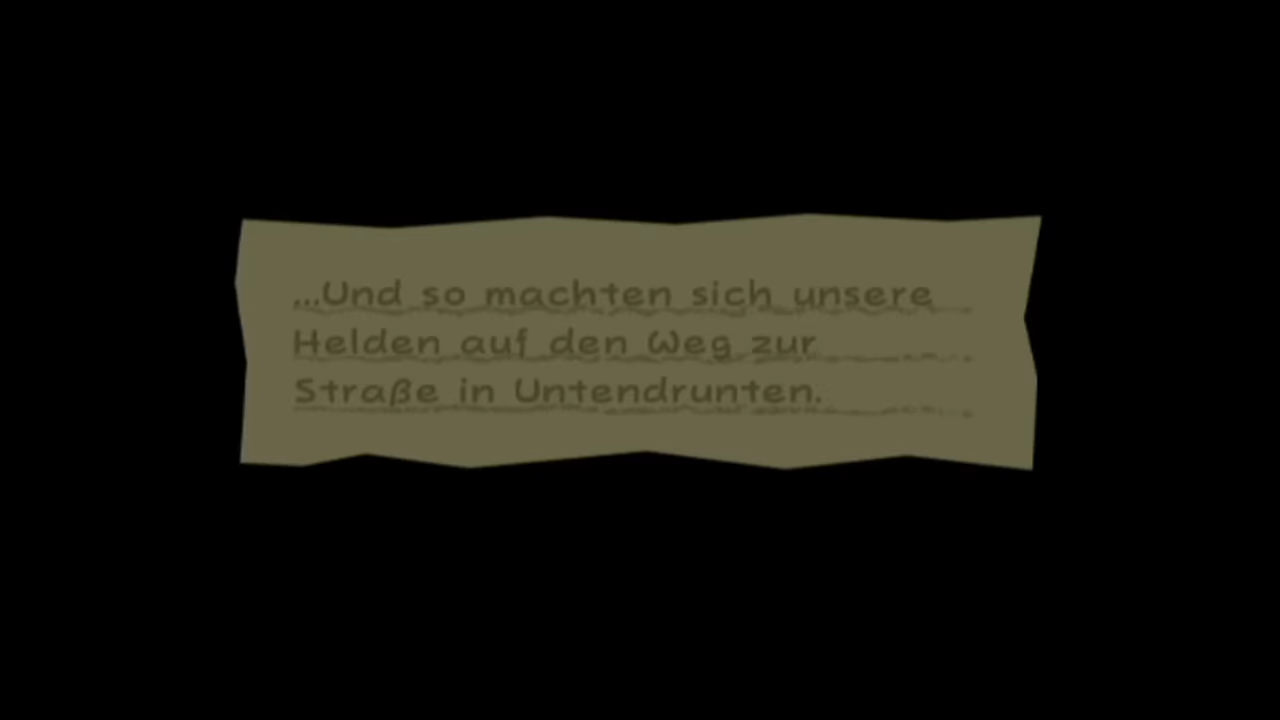 ...Und so machten sich unsere
Helden auf den Weg zur
Straße in Untendrunten.